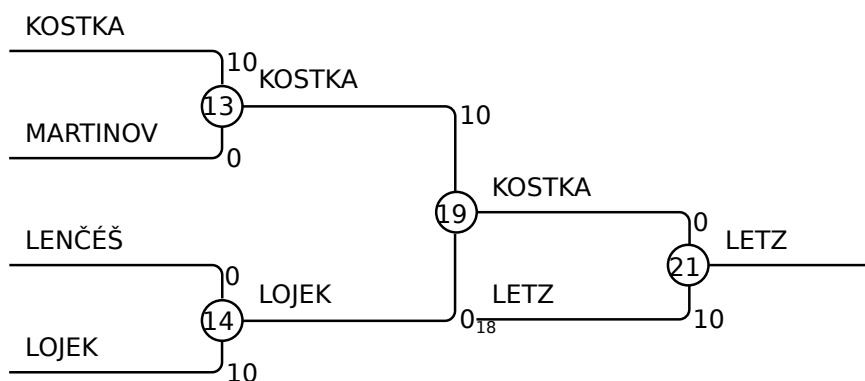 KOSTKA
10
KOSTKA
13
10
MARTINOV
0
KOSTKA
19
0
LENČÉŠ
LETZ
21
0
LOJEK
LETZ
14
0
18
10
LOJEK
10